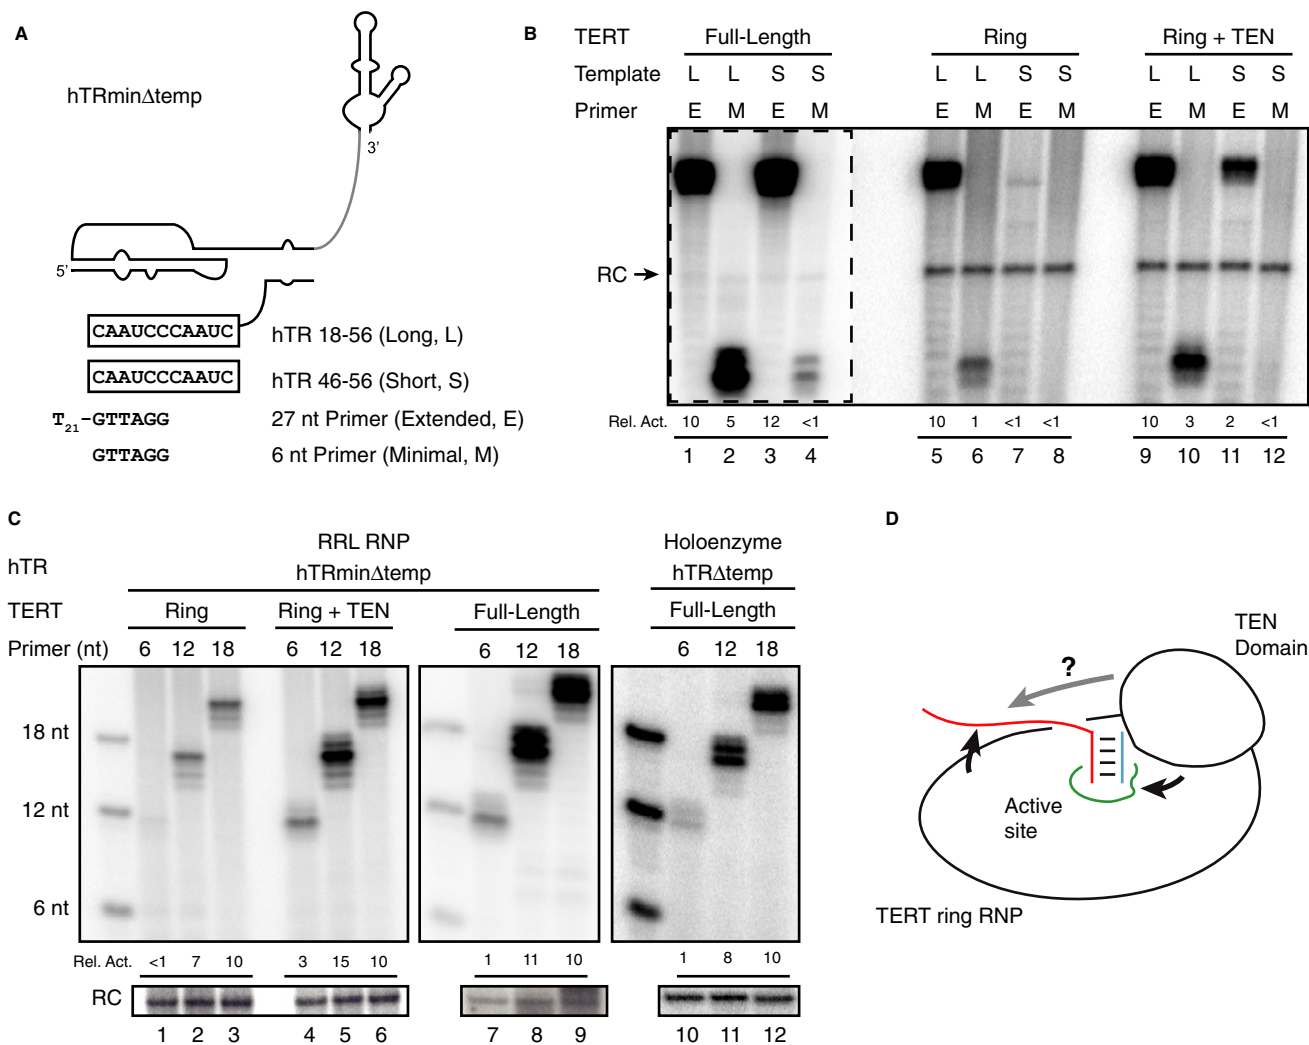 A
hTRminΔtemp
3'
5'
CAAUCCCAAUC
hTR 18-56 (Long, L)
CAAUCCCAAUC
hTR 46-56 (Short, S)
T21-GTTAGG
27 nt Primer (Extended, E)
GTTAGG
6 nt Primer (Minimal, M)
B
TERT Full-Length Ring Ring + TEN
Template L L S S L L S S L L S S
Primer E M E M E M E M E M E M
RC
Rel. Act. 10 5 12 <1 10 1 <1 <1 10 3 2 <1
1 2 3 4 5 6 7 8 9 10 11 12
C
RRL RNP Holoenzyme
hTR hTRminΔtemp hTRΔtemp
TERT Ring Ring + TEN Full-Length Full-Length
Primer (nt) 6 12 18 6 12 18 6 12 18 6 12 18
18 nt
12 nt
6 nt
Rel. Act. <1 7 10 3 15 10 1 11 10 1 8 10
RC
1 2 3 4 5 6 7 8 9 10 11 12
D
TEN
Domain
?
Active
site
TERT ring RNP